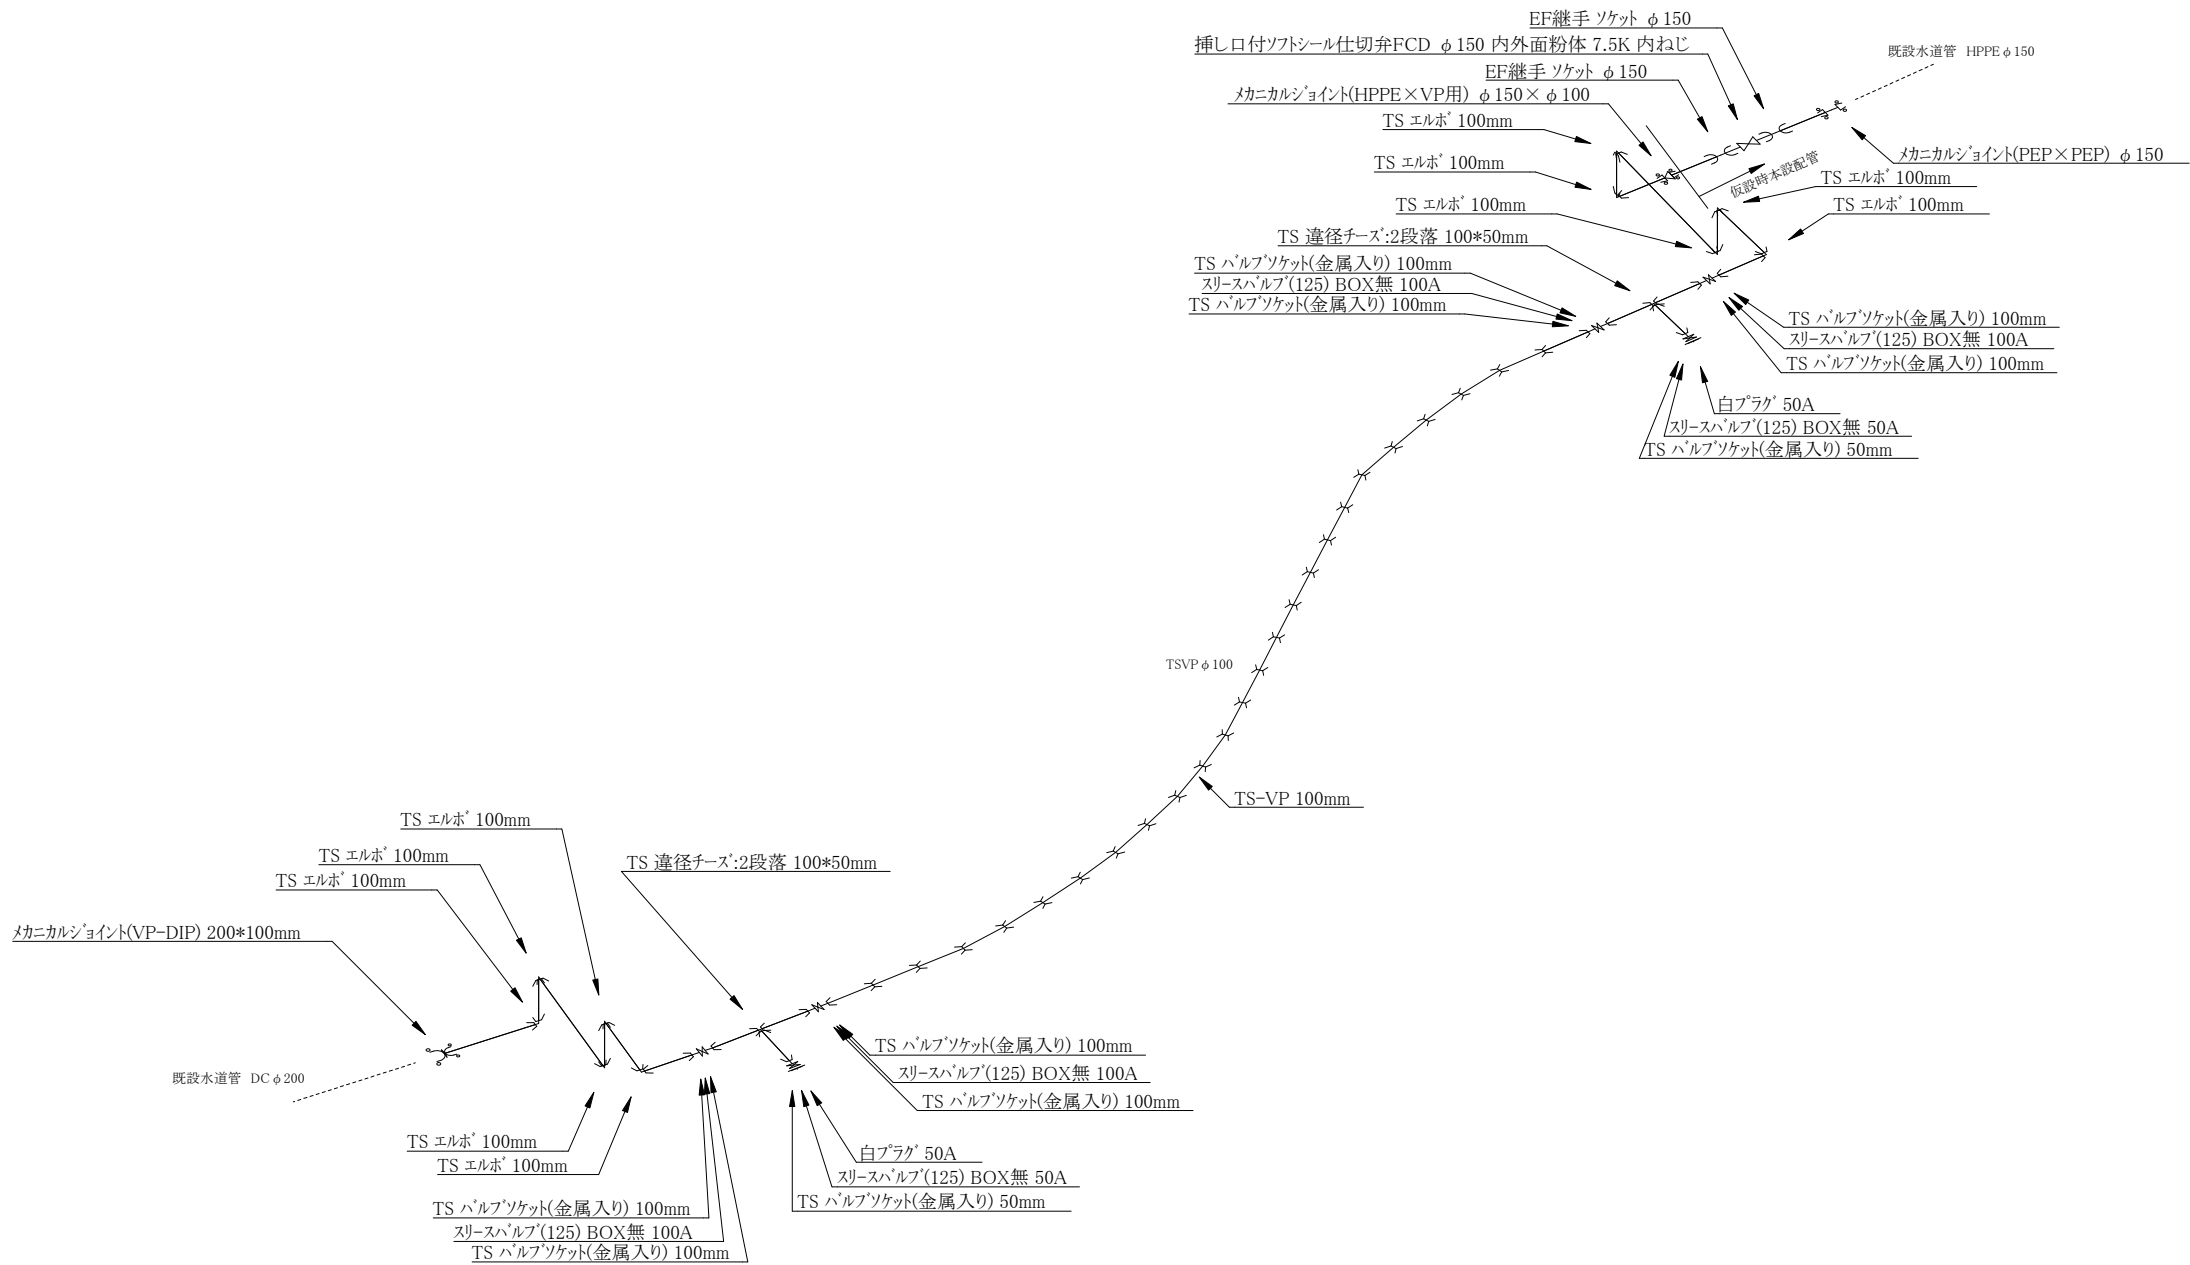 EF継手 ソケット φ150
挿し口付ソフトシール仕切弁FCD φ150 内外面粉体 7.5K 内ねじ
既設水道管 HPPEφ150
EF継手 ソケット φ150
メカニカルジョイント(HPPE×VP用) φ150×φ100
TS エルボ 100mm
メカニカルジョイント(PEP×PEP) φ150
TS エルボ 100mm
仮設時本設配管
TS エルボ 100mm
TS エルボ 100mm
TS エルボ 100mm
TS 違径チーズ:2段落 100*50mm
TS バルブソケット(金属入り) 100mm
スリースバルブ(125) BOX無 100A
TS バルブソケット(金属入り) 100mm
TS バルブソケット(金属入り) 100mm
スリースバルブ(125) BOX無 100A
TS バルブソケット(金属入り) 100mm
白プラグ 50A
スリースバルブ(125) BOX無 50A
TS バルブソケット(金属入り) 50mm
TSVPφ100
TS-VP 100mm
TS エルボ 100mm
TS エルボ 100mm
TS 違径チーズ:2段落 100*50mm
TS エルボ 100mm
メカニカルジョイント(VP-DIP) 200*100mm
既設水道管 DCφ200
TS バルブソケット(金属入り) 100mm
スリースバルブ(125) BOX無 100A
TS バルブソケット(金属入り) 100mm
TS エルボ 100mm
TS エルボ 100mm
白プラグ 50A
スリースバルブ(125) BOX無 50A
TS バルブソケット(金属入り) 50mm
TS バルブソケット(金属入り) 100mm
スリースバルブ(125) BOX無 100A
TS バルブソケット(金属入り) 100mm